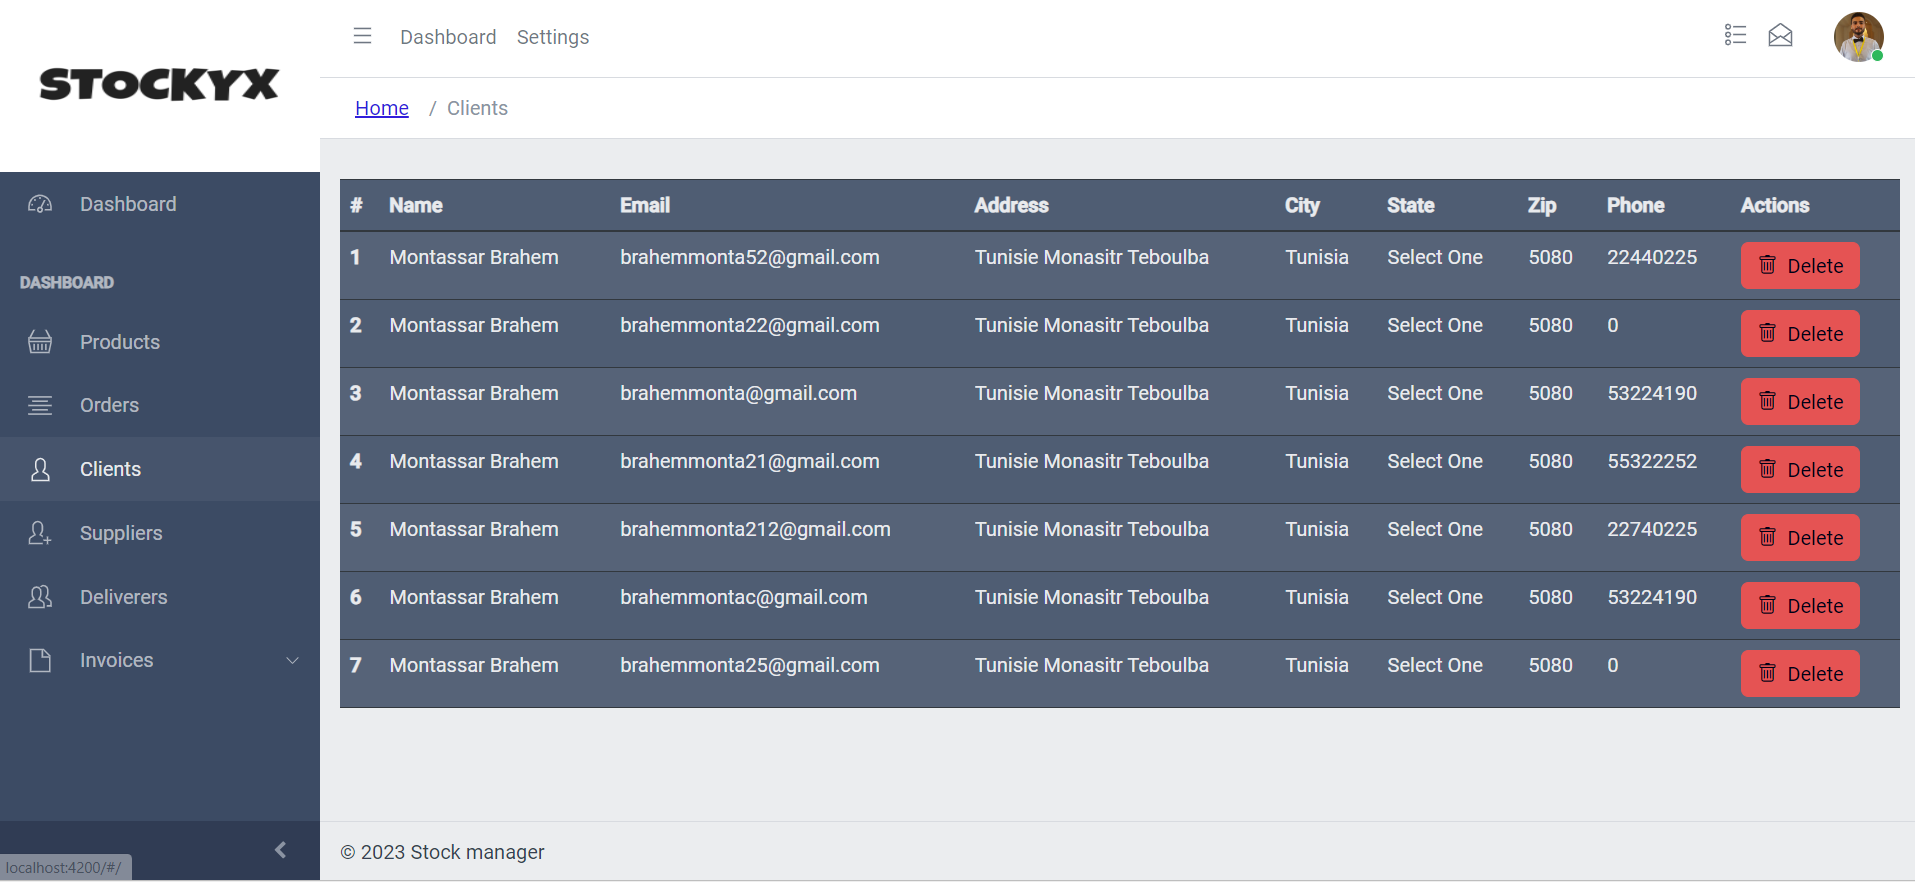 STOCKYX
Dashboard Settings
Home / Clients
Dashboard
DASHBOARD
Products
Orders
Clients
Suppliers
Deliverers
Invoices
# Name Email Address City State Zip Phone Actions
1 Montassar Brahem brahemmonta52@gmail.com Tunisie Monasitr Teboulba Tunisia Select One 5080 22440225 Delete
2 Montassar Brahem brahemmonta22@gmail.com Tunisie Monasitr Teboulba Tunisia Select One 5080 0 Delete
3 Montassar Brahem brahemmonta@gmail.com Tunisie Monasitr Teboulba Tunisia Select One 5080 53224190 Delete
4 Montassar Brahem brahemmonta21@gmail.com Tunisie Monasitr Teboulba Tunisia Select One 5080 55322252 Delete
5 Montassar Brahem brahemmonta212@gmail.com Tunisie Monasitr Teboulba Tunisia Select One 5080 22740225 Delete
6 Montassar Brahem brahemmontac@gmail.com Tunisie Monasitr Teboulba Tunisia Select One 5080 53224190 Delete
7 Montassar Brahem brahemmonta25@gmail.com Tunisie Monasitr Teboulba Tunisia Select One 5080 0 Delete
© 2023 Stock manager
localhost:4200/#/